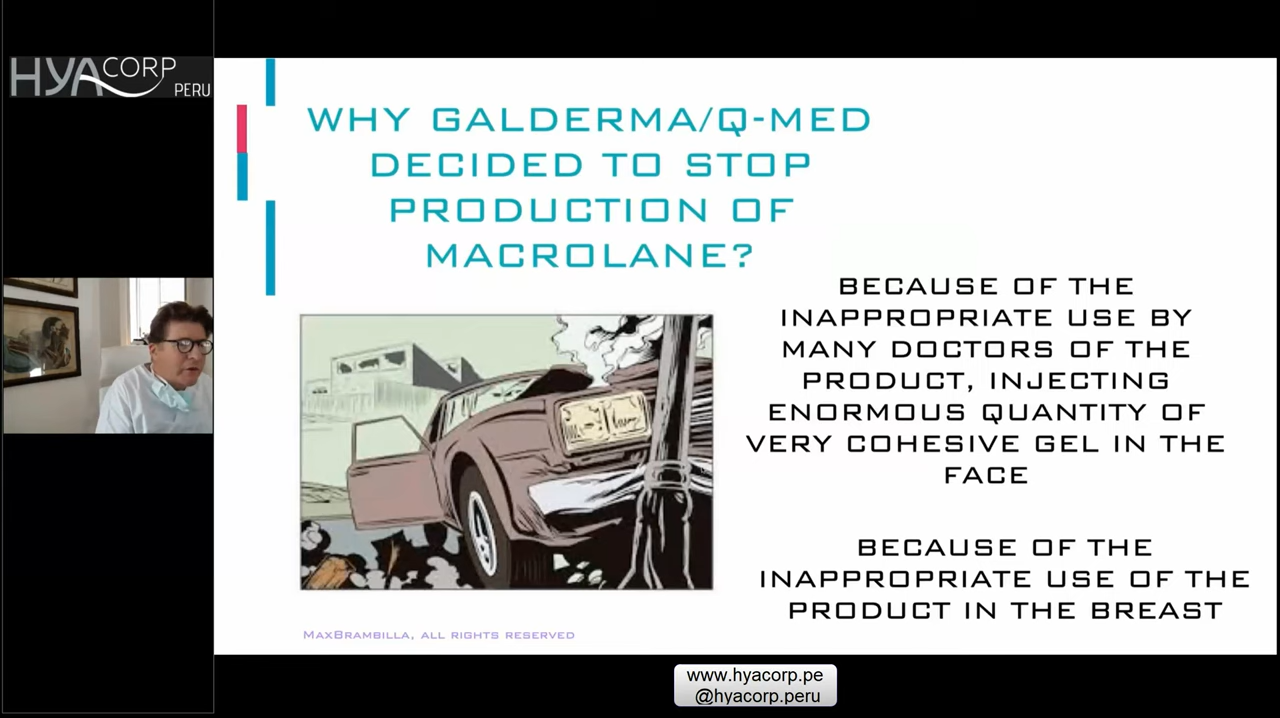 HYACORP
PERU
WHY GALDERMA/Q-MED
DECIDED TO STOP
PRODUCTION OF
MACROLANE?
BECAUSE OF THE
INAPPROPRIATE USE BY
MANY DOCTORS OF THE
PRODUCT, INJECTING
ENORMOUS QUANTITY OF
VERY COHESIVE GEL IN THE
FACE
BECAUSE OF THE
INAPPROPRIATE USE OF THE
PRODUCT IN THE BREAST
MAXBRAMBILLA, ALL RIGHTS RESERVED
www.hyacorp.pe
@hyacorp.peru